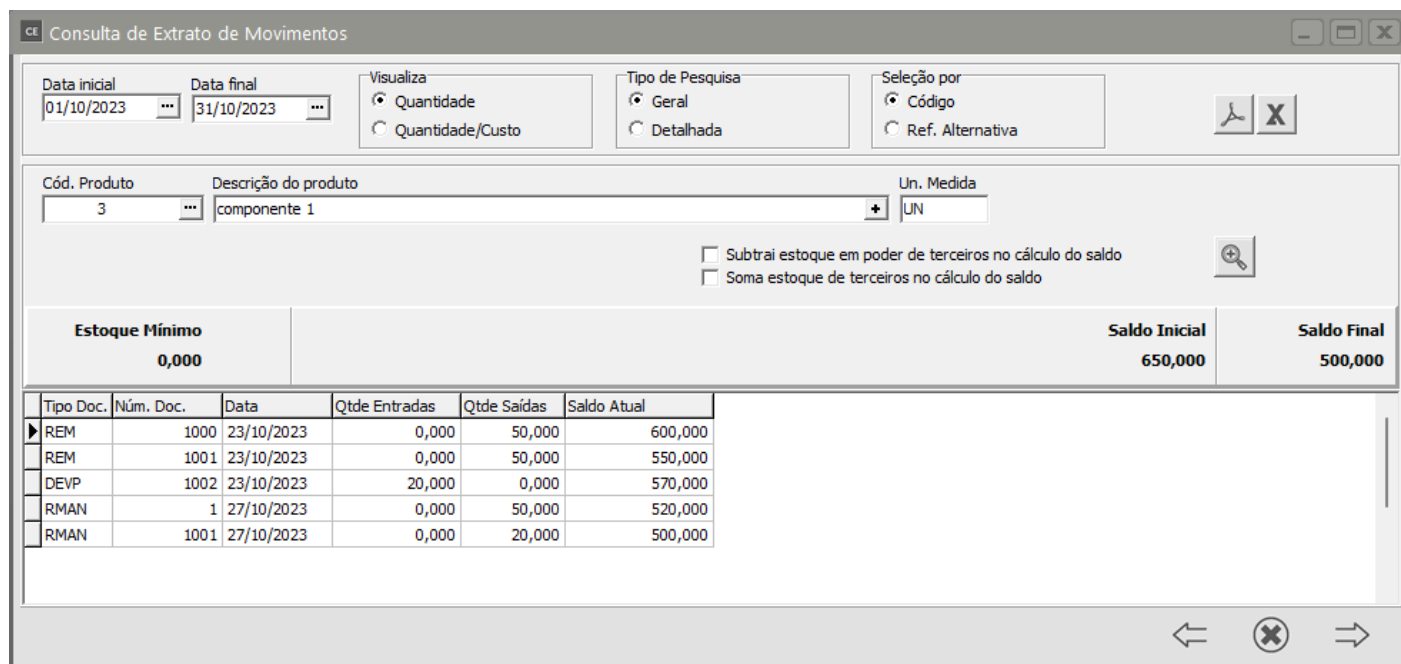 CE Consulta de Extrato de Movimentos
Data inicial Data final Visualiza Tipo de Pesquisa Seleção por
01/10/2023 ... 31/10/2023 ... Quantidade Geral Código
Quantidade/Custo Detalhada Ref. Alternativa
Cód. Produto Descrição do produto Un. Medida
3 ... componente 1 + UN
Subtrai estoque em poder de terceiros no cálculo do saldo
Soma estoque de terceiros no cálculo do saldo
Estoque Mínimo Saldo Inicial Saldo Final
0,000 650,000 500,000
Tipo Doc. Núm. Doc. Data Qtde Entradas Qtde Saídas Saldo Atual
REM 1000 23/10/2023 0,000 50,000 600,000
REM 1001 23/10/2023 0,000 50,000 550,000
DEVP 1002 23/10/2023 20,000 0,000 570,000
RMAN 1 27/10/2023 0,000 50,000 520,000
RMAN 1001 27/10/2023 0,000 20,000 500,000